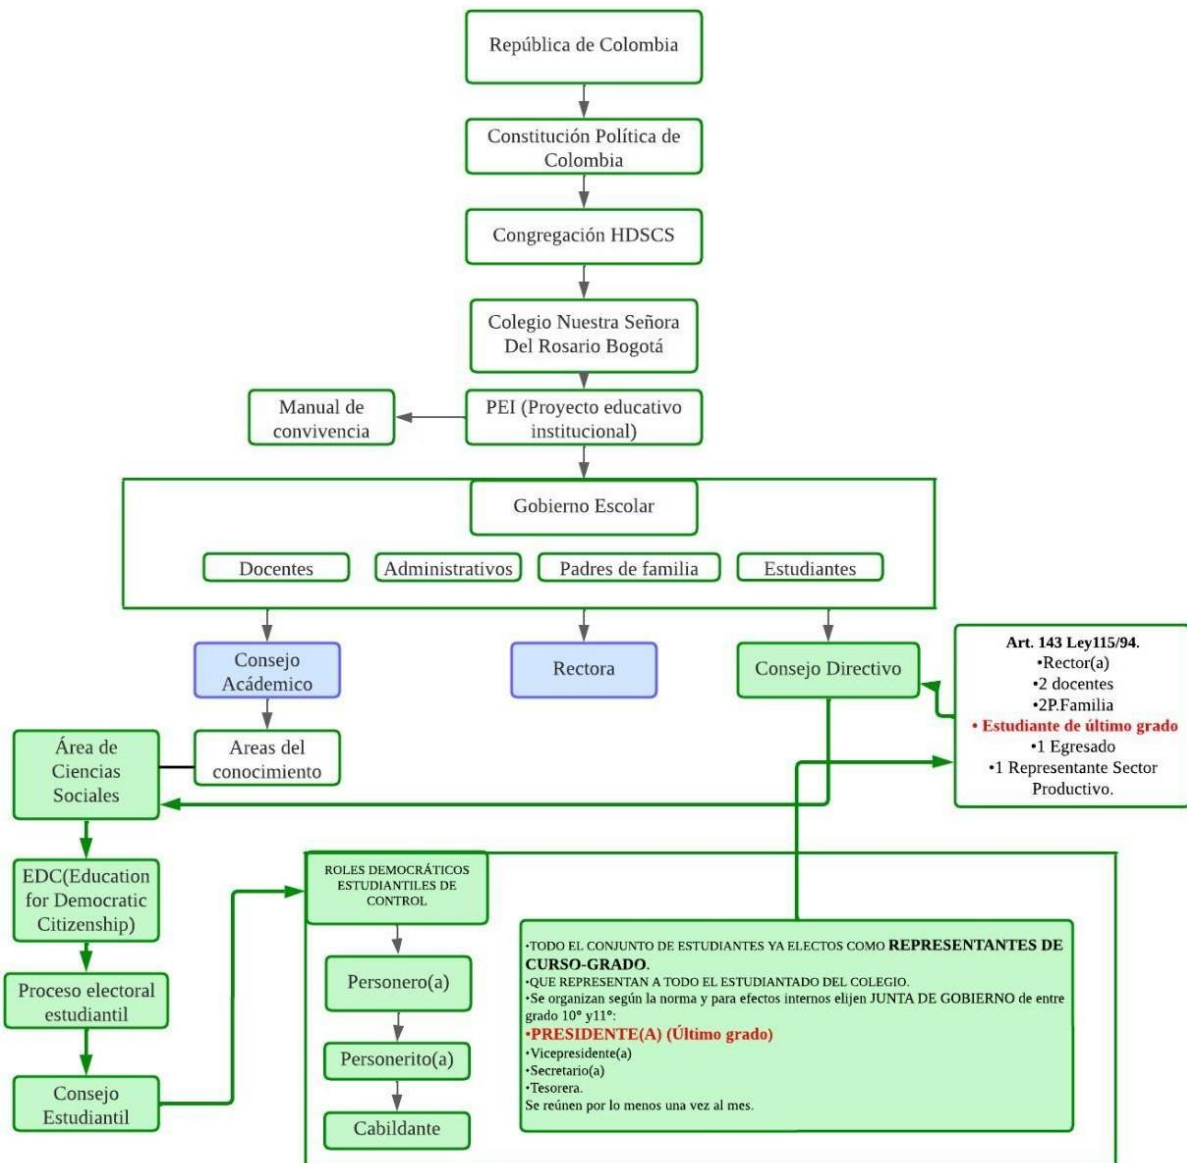 República de Colombia
Constitución Política de
Colombia
Congregación HDSCS
Colegio Nuestra Señora
Del Rosario Bogotá
Manual de
convivencia
PEI (Proyecto educativo
institucional)
Gobierno Escolar
Docentes
Administrativos
Padres de familia
Estudiantes
Consejo
Acádemico
Rectora
Consejo Directivo
Art. 143 Ley115/94.
•Rector(a)
•2 docentes
•2P.Familia
• Estudiante de último grado
•1 Egresado
•1 Representante Sector
Productivo.
Área de
Ciencias
Sociales
Areas del
conocimiento
EDC(Education
for Democratic
Citizenship)
Proceso electoral
estudiantil
Consejo
Estudiantil
ROLES DEMOCRÁTICOS
ESTUDIANTILES DE
CONTROL
Personero(a)
Personerito(a)
Cabildante
•TODO EL CONJUNTO DE ESTUDIANTES YA ELECTOS COMO REPRESENTANTES DE
CURSO-GRADO.
•QUE REPRESENTAN A TODO EL ESTUDIANTADO DEL COLEGIO.
•Se organizan según la norma y para efectos internos elijen JUNTA DE GOBIERNO de entre
grado 10° y11°:
•PRESIDENTE(A) (Último grado)
•Vicepresidente(a)
•Secretario(a)
•Tesorera.
Se reúnen por lo menos una vez al mes.